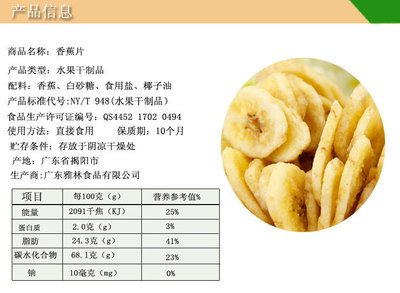 产品信息
商品名称：香蕉片
产品类型：水果干制品
配料：香蕉、白砂糖、食用盐、椰子油
产品标准代号:NY/T 948(水果干制品）
食品生产许可证编号：QS4452 1702 0494
使用方法：直接食用 保质期：10个月
贮存条件：存放于阴凉干燥处
产地：广东省揭阳市
生产商:广东雅林食品有限公司
项目 每100克（g） 营养参考值%
能量 2091千焦（KJ） 25%
蛋白质 2.0克（g） 3%
脂肪 24.3克（g） 41%
碳水化合物 68.1克（g） 23%
钠 10毫克（mg） 0%